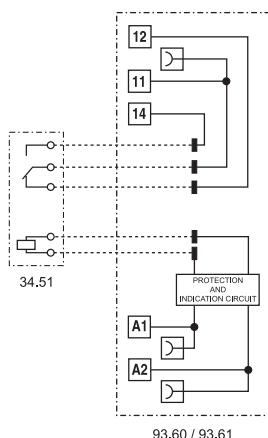 12
11
14
34.51
PROTECTION
AND
INDICATION CIRCUIT
A1
A2
93.60 / 93.61